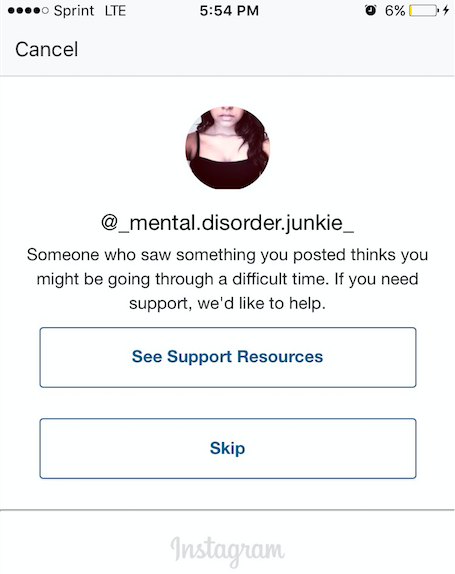 Sprint LTE 5:54 PM 6%
Cancel
@_mental.disorder.junkie_
Someone who saw something you posted thinks you
might be going through a difficult time. If you need
support, we'd like to help.
See Support Resources
Skip
Instagram